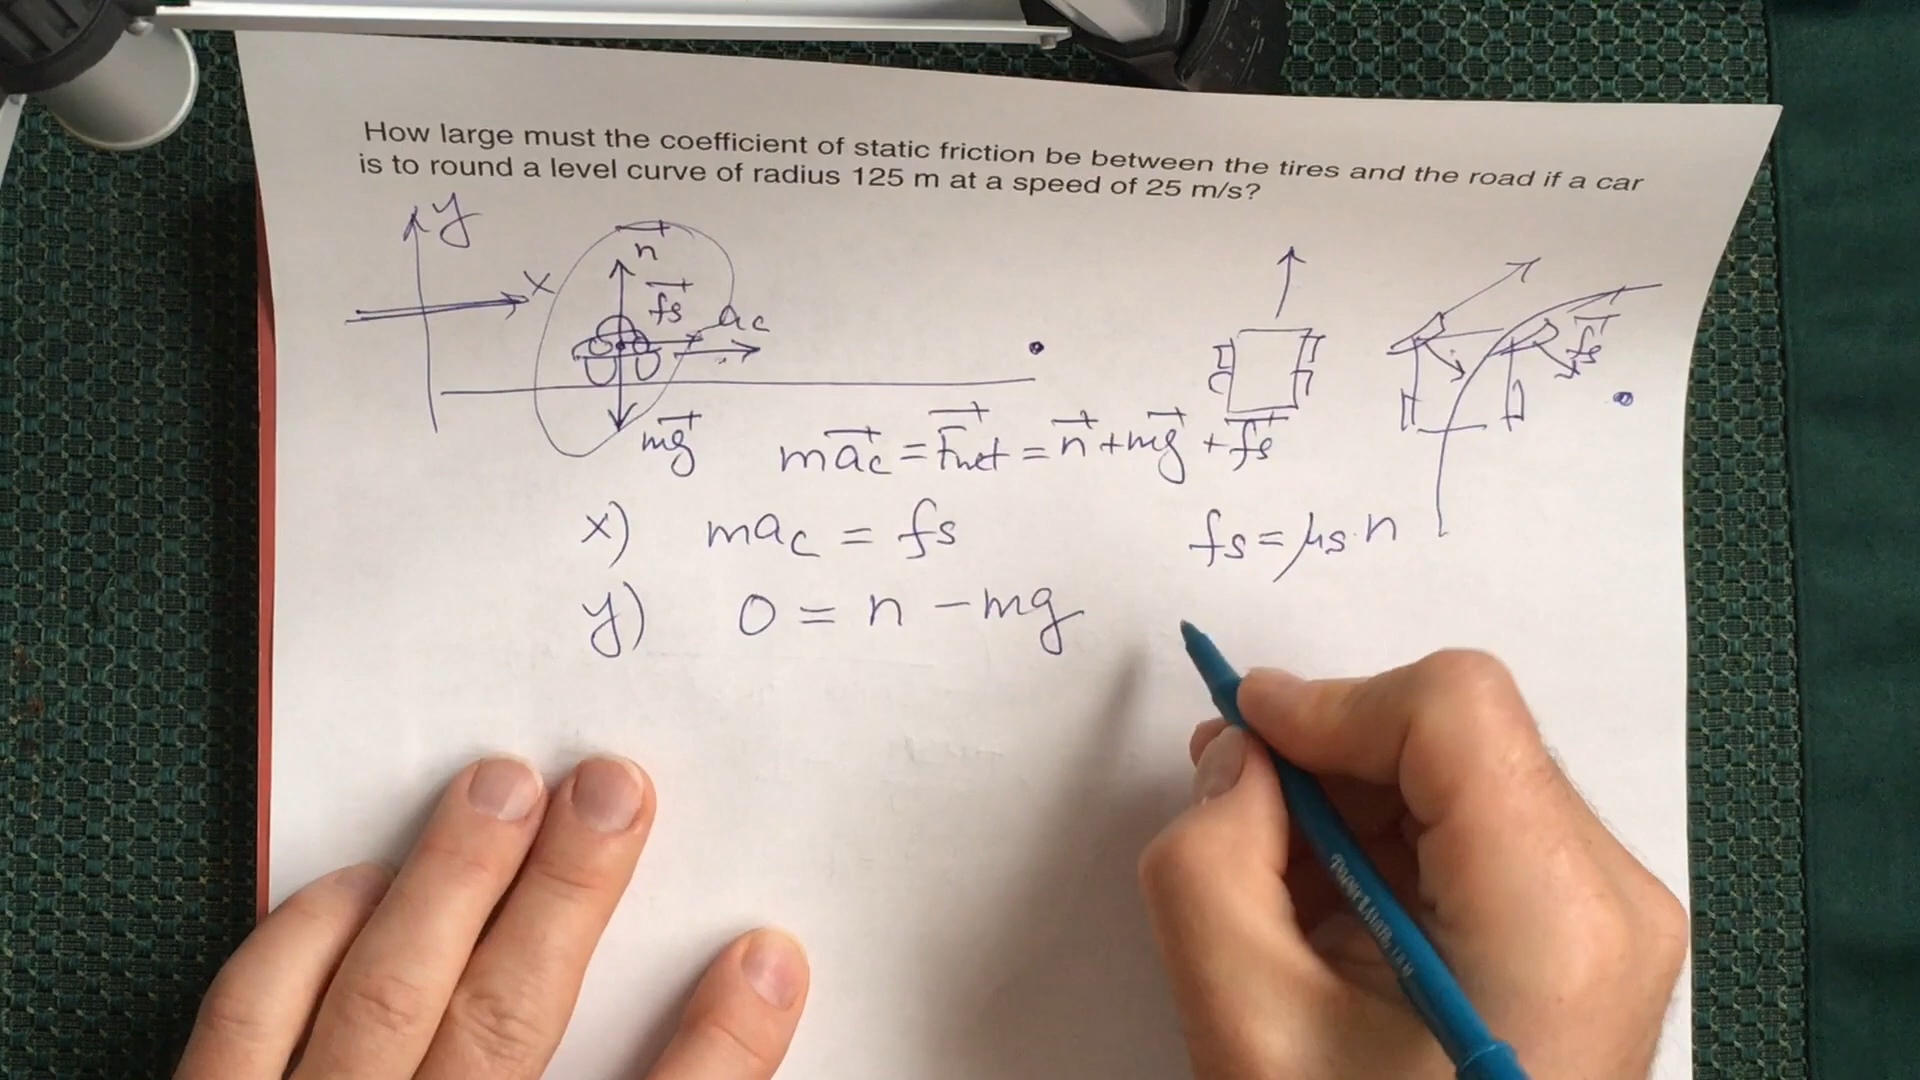 How large must the coefficient of static friction be between the tires and the road if a car
is to round a level curve of radius 125 m at a speed of 25 m/s?
y
x
n
fs
ac
mg
fs
mac = Fnet = n + mg + fs
x) mac = fs
fs = μs·n
y) 0 = n - mg